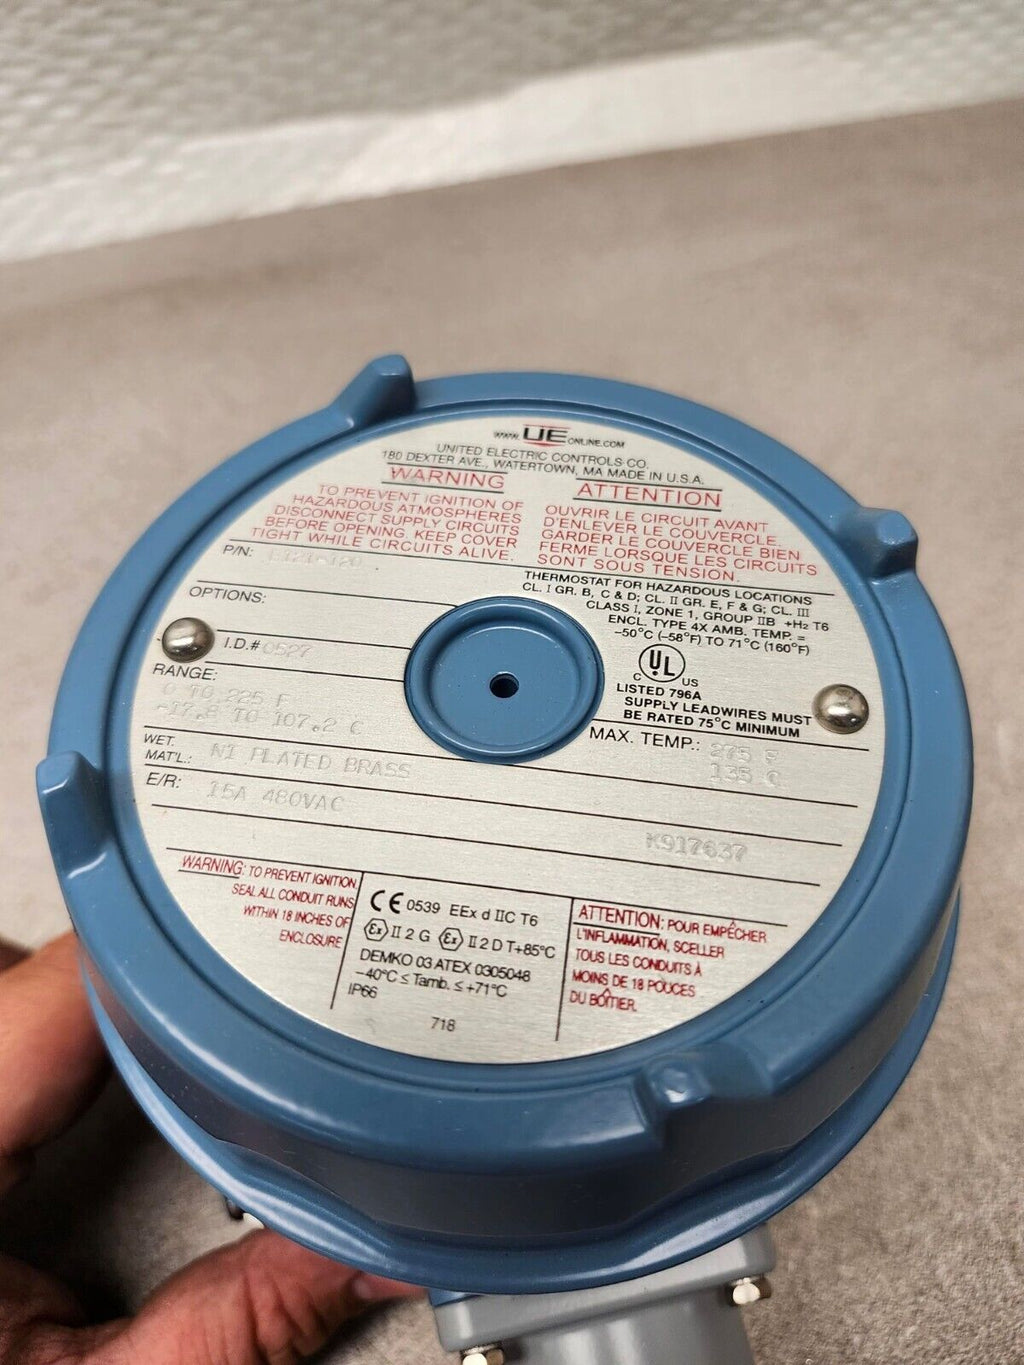 WWW. UE ONLINE.COM
UNITED ELECTRIC CONTROLS CO.
180 DEXTER AVE., WATERTOWN, MA MADE IN U.S.A.
WARNING
TO PREVENT IGNITION OF
HAZARDOUS ATMOSPHERES
DISCONNECT SUPPLY CIRCUITS
BEFORE OPENING. KEEP COVER
TIGHT WHILE CIRCUITS ALIVE.
ATTENTION
OUVRIR LE CIRCUIT AVANT
D'ENLEVER LE COUVERCLE.
GARDER LE COUVERCLE BIEN
FERME LORSQUE LES CIRCUITS
SONT SOUS TENSION.
P/N: E121-120
THERMOSTAT FOR HAZARDOUS LOCATIONS
CL. I GR. B, C & D; CL. II GR. E, F & G; CL. III
CLASS I, ZONE 1, GROUP IIB +H2 T6
ENCL. TYPE 4X AMB. TEMP. =
-50°C (-58°F) TO 71°C (160°F)
C UL US
LISTED 796A
SUPPLY LEADWIRES MUST
BE RATED 75°C MINIMUM
OPTIONS:
I.D.# 0527
RANGE:
0 TO 225 F
-17.8 TO 107.2 C
MAX. TEMP.: 275 F
135 C
WET.
MAT'L.: NI PLATED BRASS
E/R: 15A 480VAC
K917637
WARNING: TO PREVENT IGNITION,
SEAL ALL CONDUIT RUNS
WITHIN 18 INCHES OF
ENCLOSURE
CE 0539 EEx d IIC T6
Ex II 2 G Ex II 2 D T+85°C
DEMKO 03 ATEX 0305048
-40°C ≤ Tamb. ≤ +71°C
IP66
718
ATTENTION: POUR EMPÊCHER
L'INFLAMMATION, SCELLER
TOUS LES CONDUITS À
MOINS DE 18 POUCES
DU BOÎTIER.